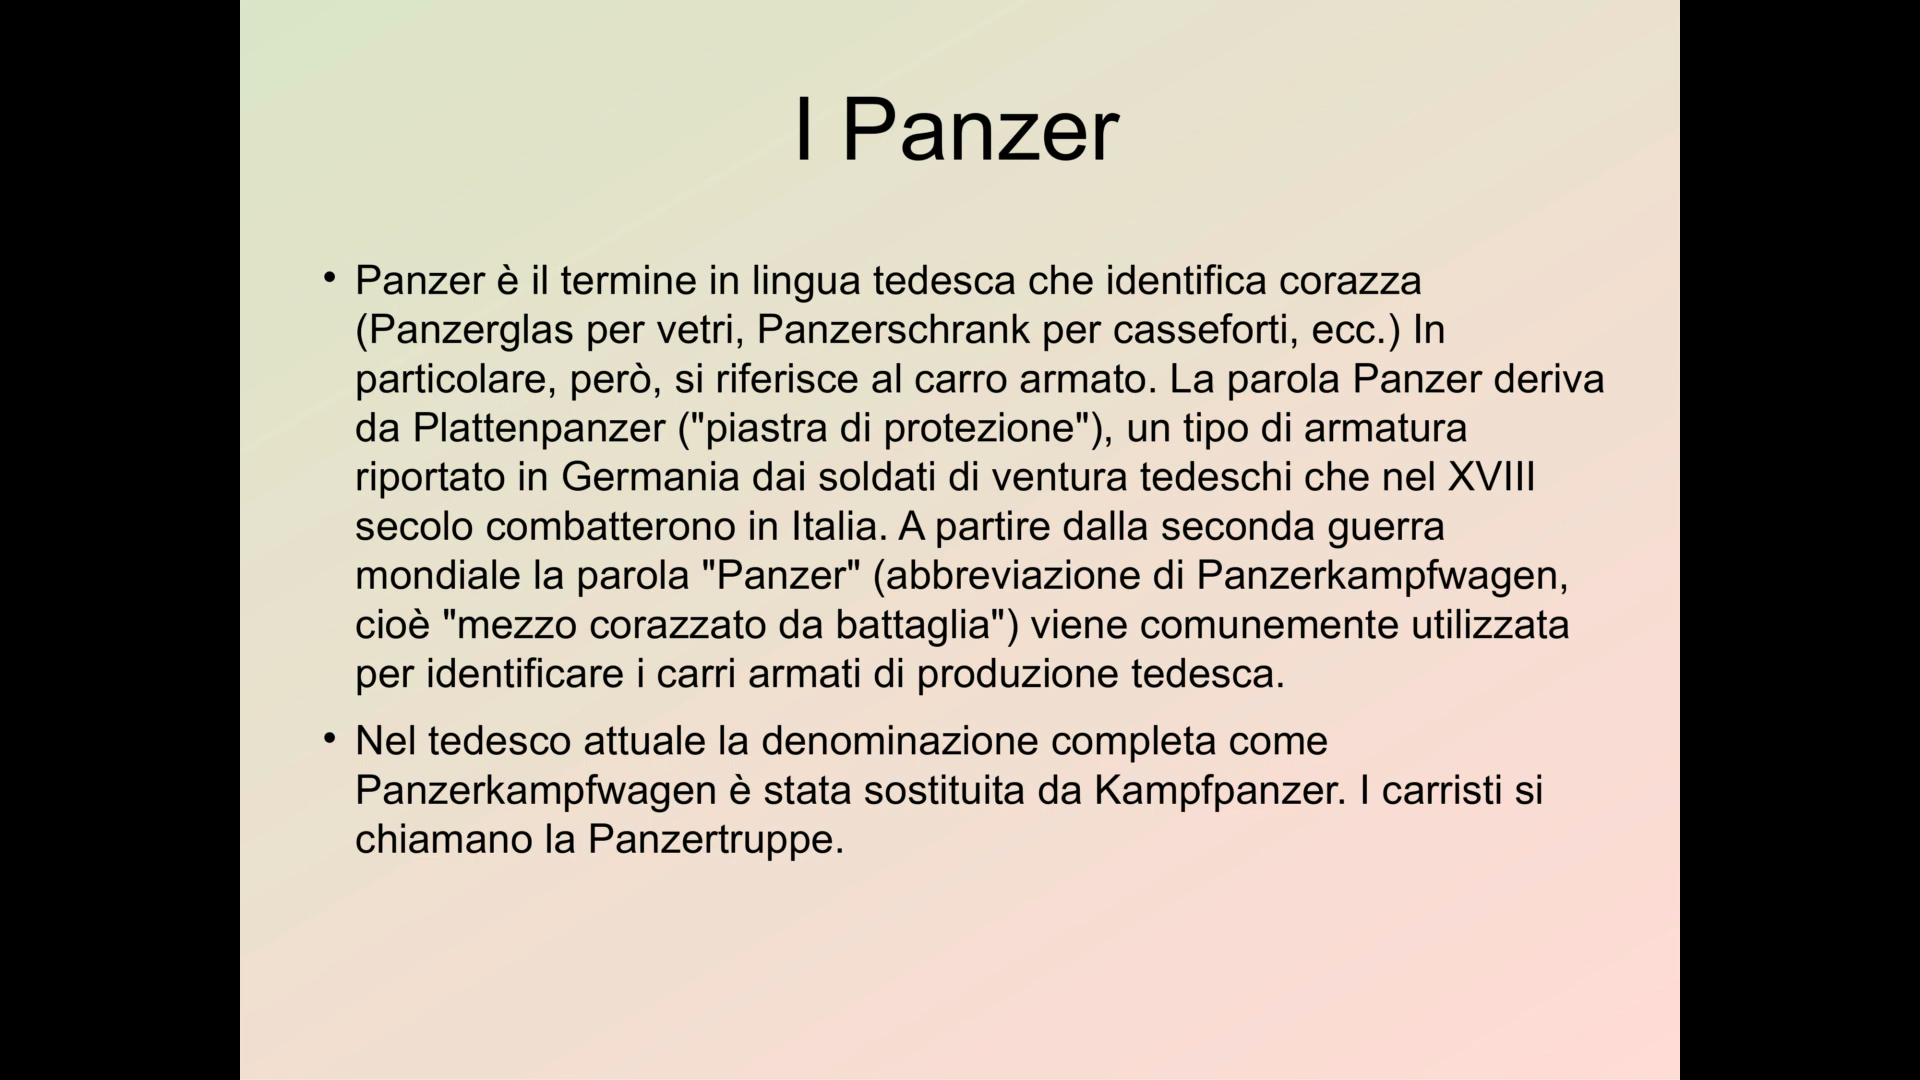 I Panzer
• Panzer è il termine in lingua tedesca che identifica corazza
(Panzerglas per vetri, Panzerschrank per casseforti, ecc.) In
particolare, però, si riferisce al carro armato. La parola Panzer deriva
da Plattenpanzer ("piastra di protezione"), un tipo di armatura
riportato in Germania dai soldati di ventura tedeschi che nel XVIII
secolo combatterono in Italia. A partire dalla seconda guerra
mondiale la parola "Panzer" (abbreviazione di Panzerkampfwagen,
cioè "mezzo corazzato da battaglia") viene comunemente utilizzata
per identificare i carri armati di produzione tedesca.
• Nel tedesco attuale la denominazione completa come
Panzerkampfwagen è stata sostituita da Kampfpanzer. I carristi si
chiamano la Panzertruppe.